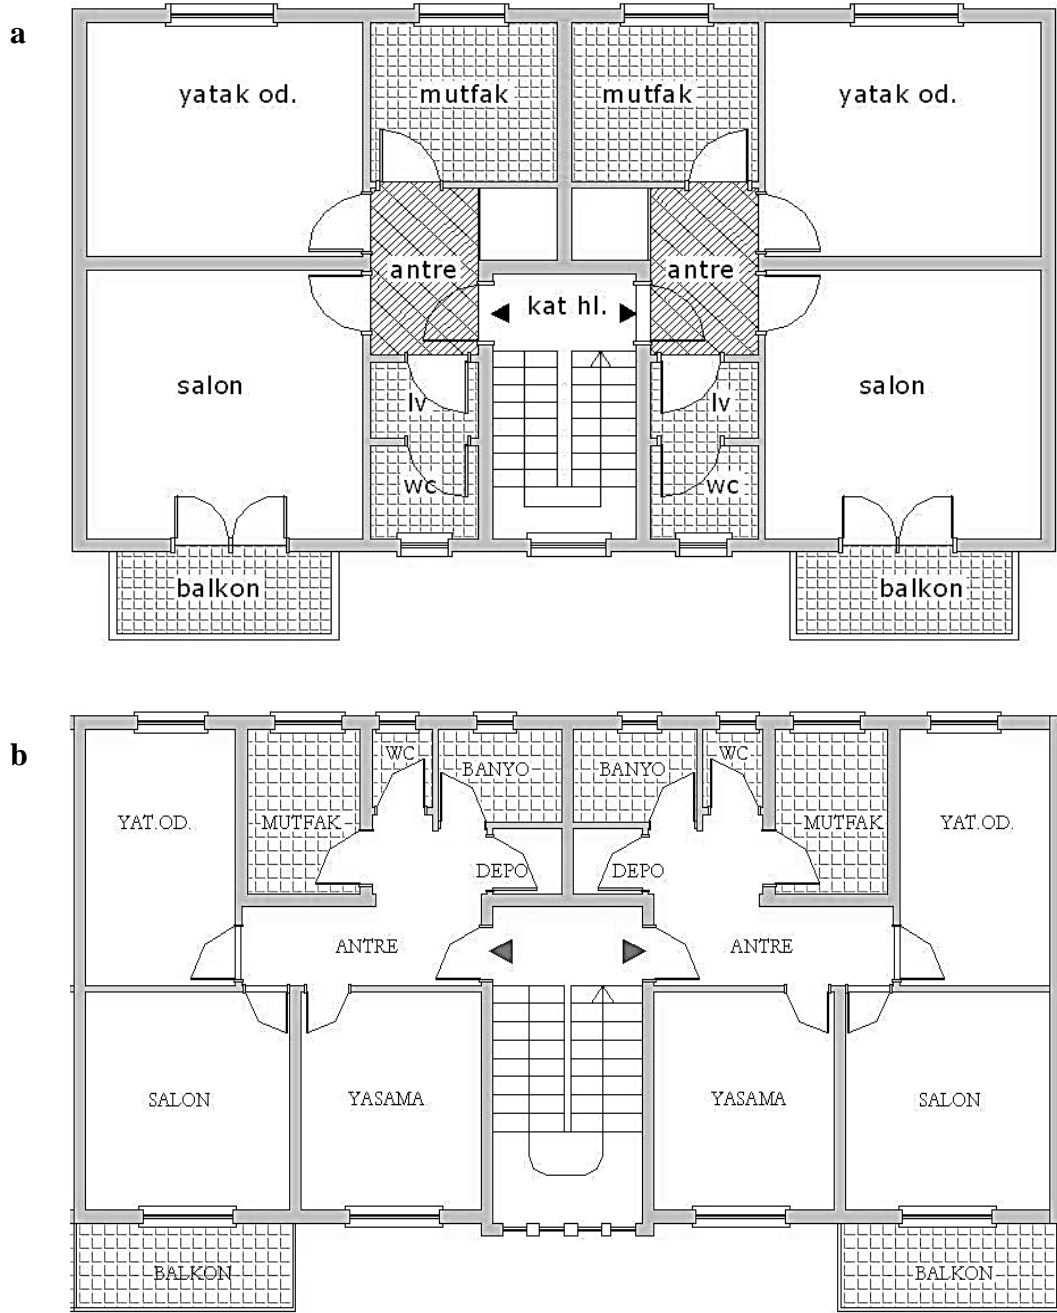 a
yatak od. mutfak mutfak yatak od.
antre antre
kat hl.
salon lv lv salon
wc wc
balkon balkon
b
WC WC
BANYO BANYO
YAT.OD. MUTFAK MUTFAK YAT.OD.
DEPO DEPO
ANTRE ANTRE
SALON YASAMA YASAMA SALON
BALKON BALKON